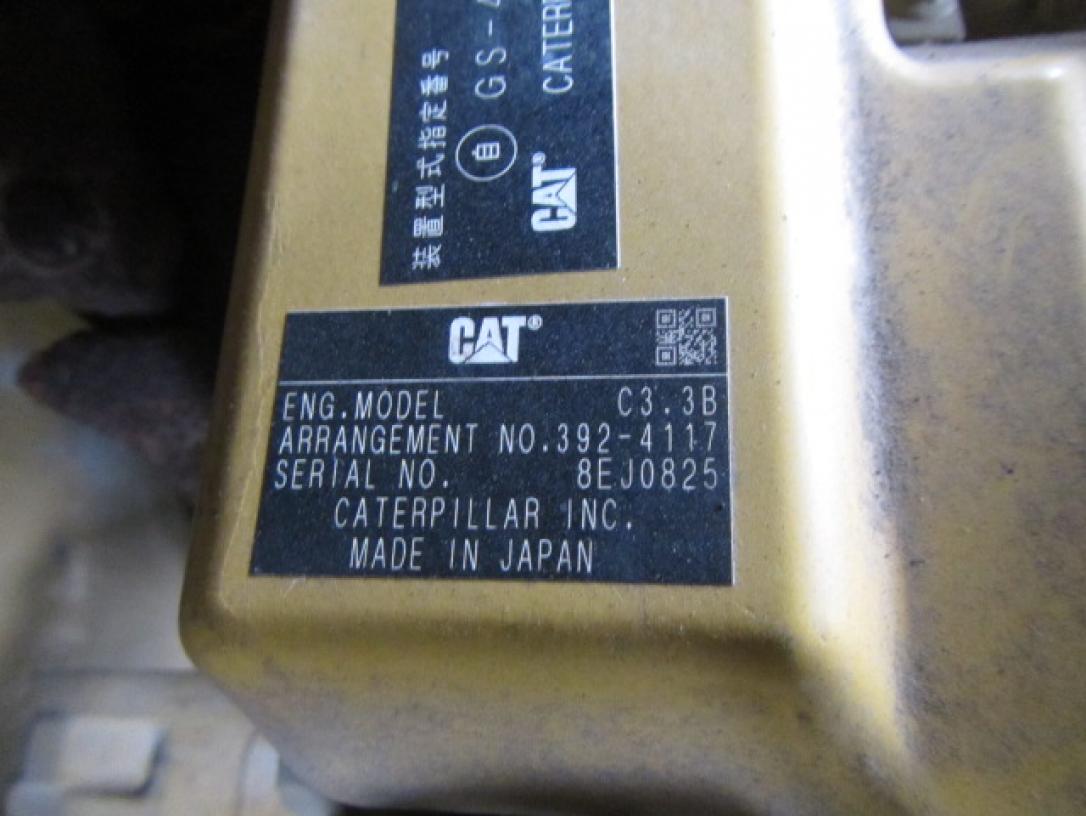 装置型式指定番号
自 GS-
CAT®
CAT®
ENG.MODEL C3.3B
ARRANGEMENT NO.392-4117
SERIAL NO. 8EJ0825
CATERPILLAR INC.
MADE IN JAPAN